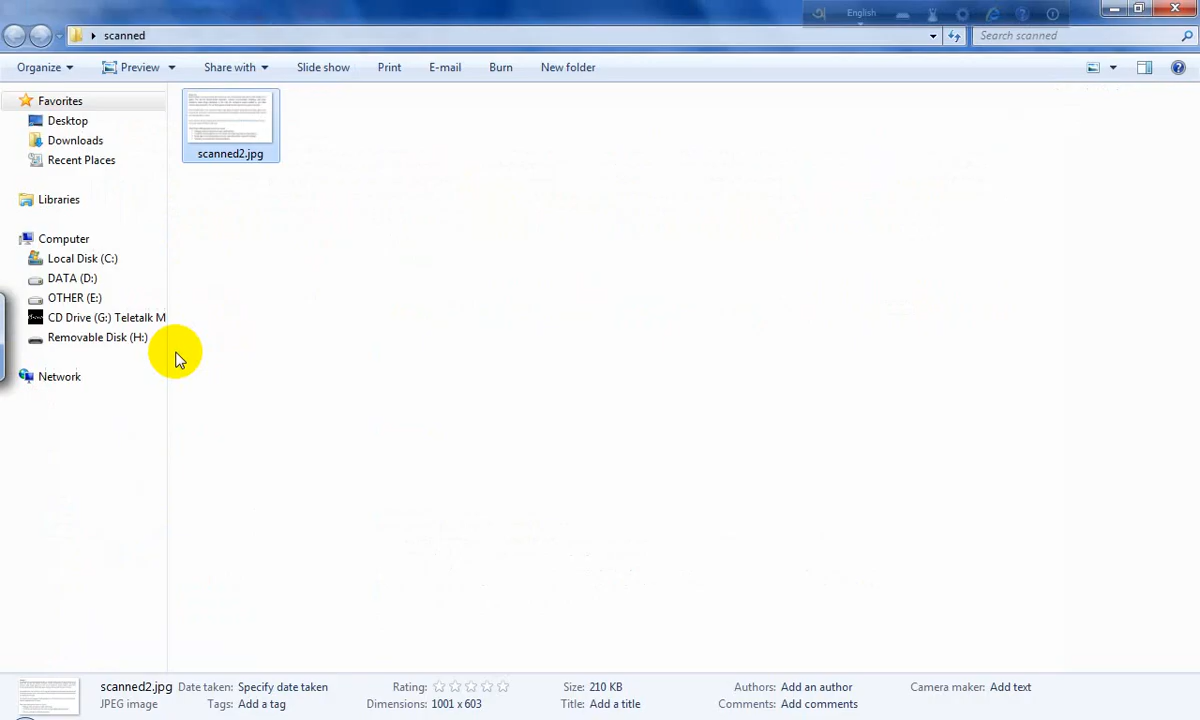 English
scanned
Search scanned
Organize
Preview
Share with
Slide show
Print
E-mail
Burn
New folder
Favorites
Desktop
Downloads
Recent Places
Libraries
Computer
Local Disk (C:)
DATA (D:)
OTHER (E:)
CD Drive (G:) Teletalk M
Removable Disk (H:)
Network
scanned2.jpg
scanned2.jpg Date taken: Specify date taken Rating: Size: 210 KB Authors: Add an author Camera maker: Add text
JPEG image Tags: Add a tag Dimensions: 1001 x 603 Title: Add a title Comments: Add comments